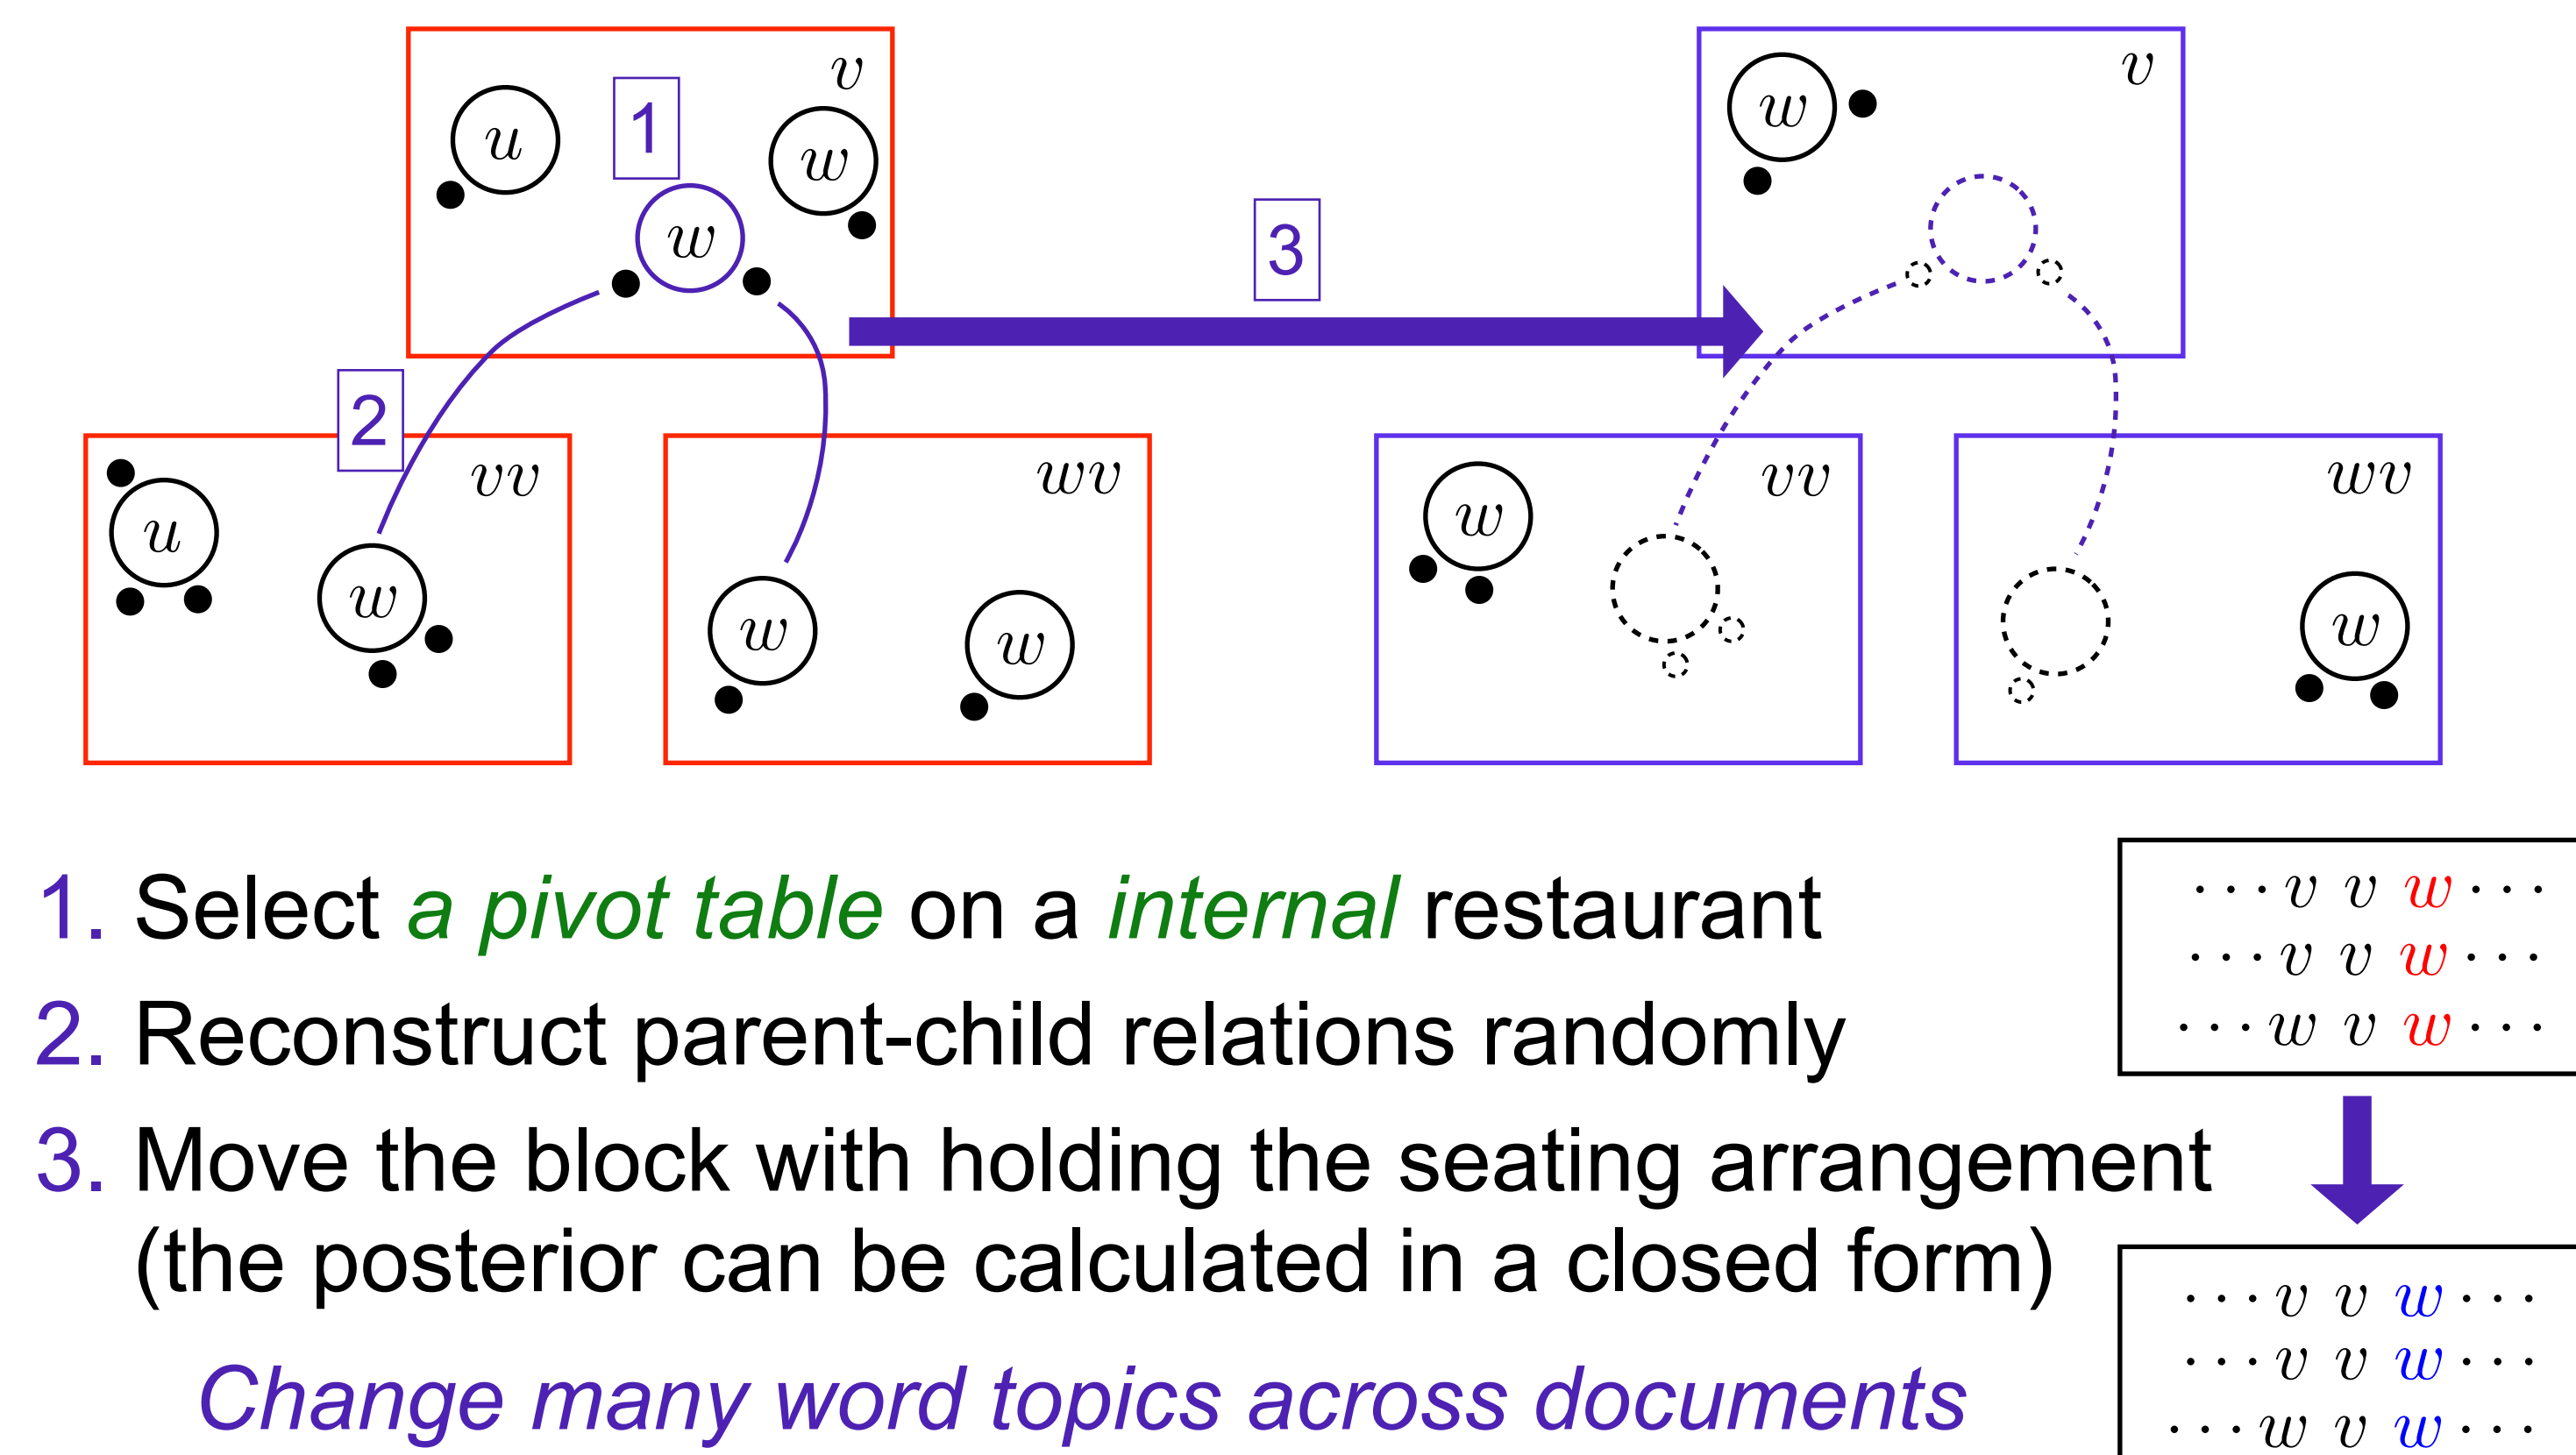 v
u
1
w
w
2
vv
u
w
wv
w
w
3
v
w
vv
w
wv
w
1. Select a pivot table on a internal restaurant
2. Reconstruct parent-child relations randomly
3. Move the block with holding the seating arrangement
(the posterior can be calculated in a closed form)
Change many word topics across documents
··· v v w ···
··· v v w ···
··· w v w ···
··· v v w ···
··· v v w ···
··· w v w ···